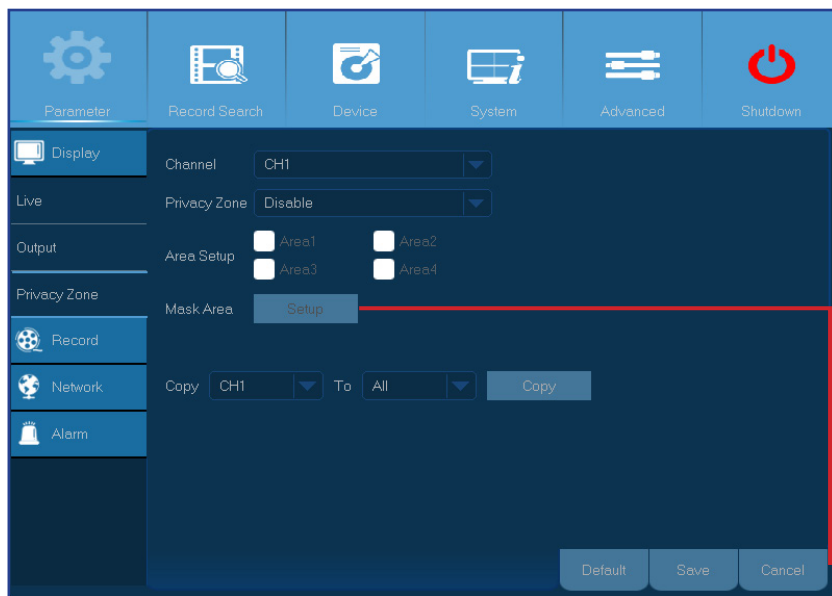 Parameter Record Search Device System Advanced Shutdown
Display
Live
Output
Privacy Zone
Record
Network
Alarm
Channel CH1
Privacy Zone Disable
Area Setup Area1 Area2
Area3 Area4
Mask Area Setup
Copy CH1 To All Copy
Default Save Cancel